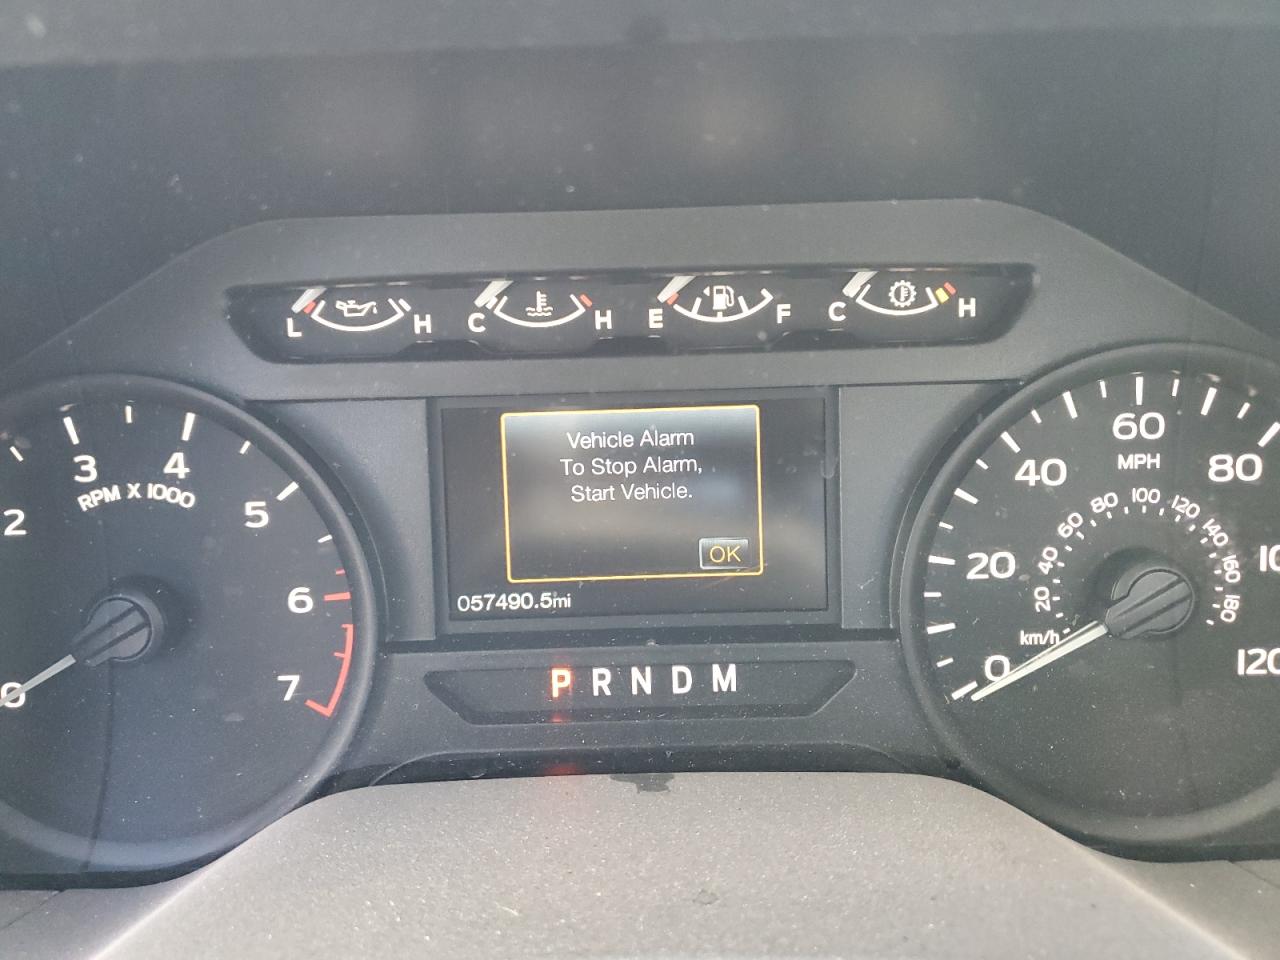 L H C H E F C H
2 3 4 5 6 7
0
RPM X 1000
Vehicle Alarm
To Stop Alarm,
Start Vehicle.
OK
057490.5mi
P R N D M
0 20 40 60 80
120
MPH
20 40 60 80 100 120 140 160 180
km/h